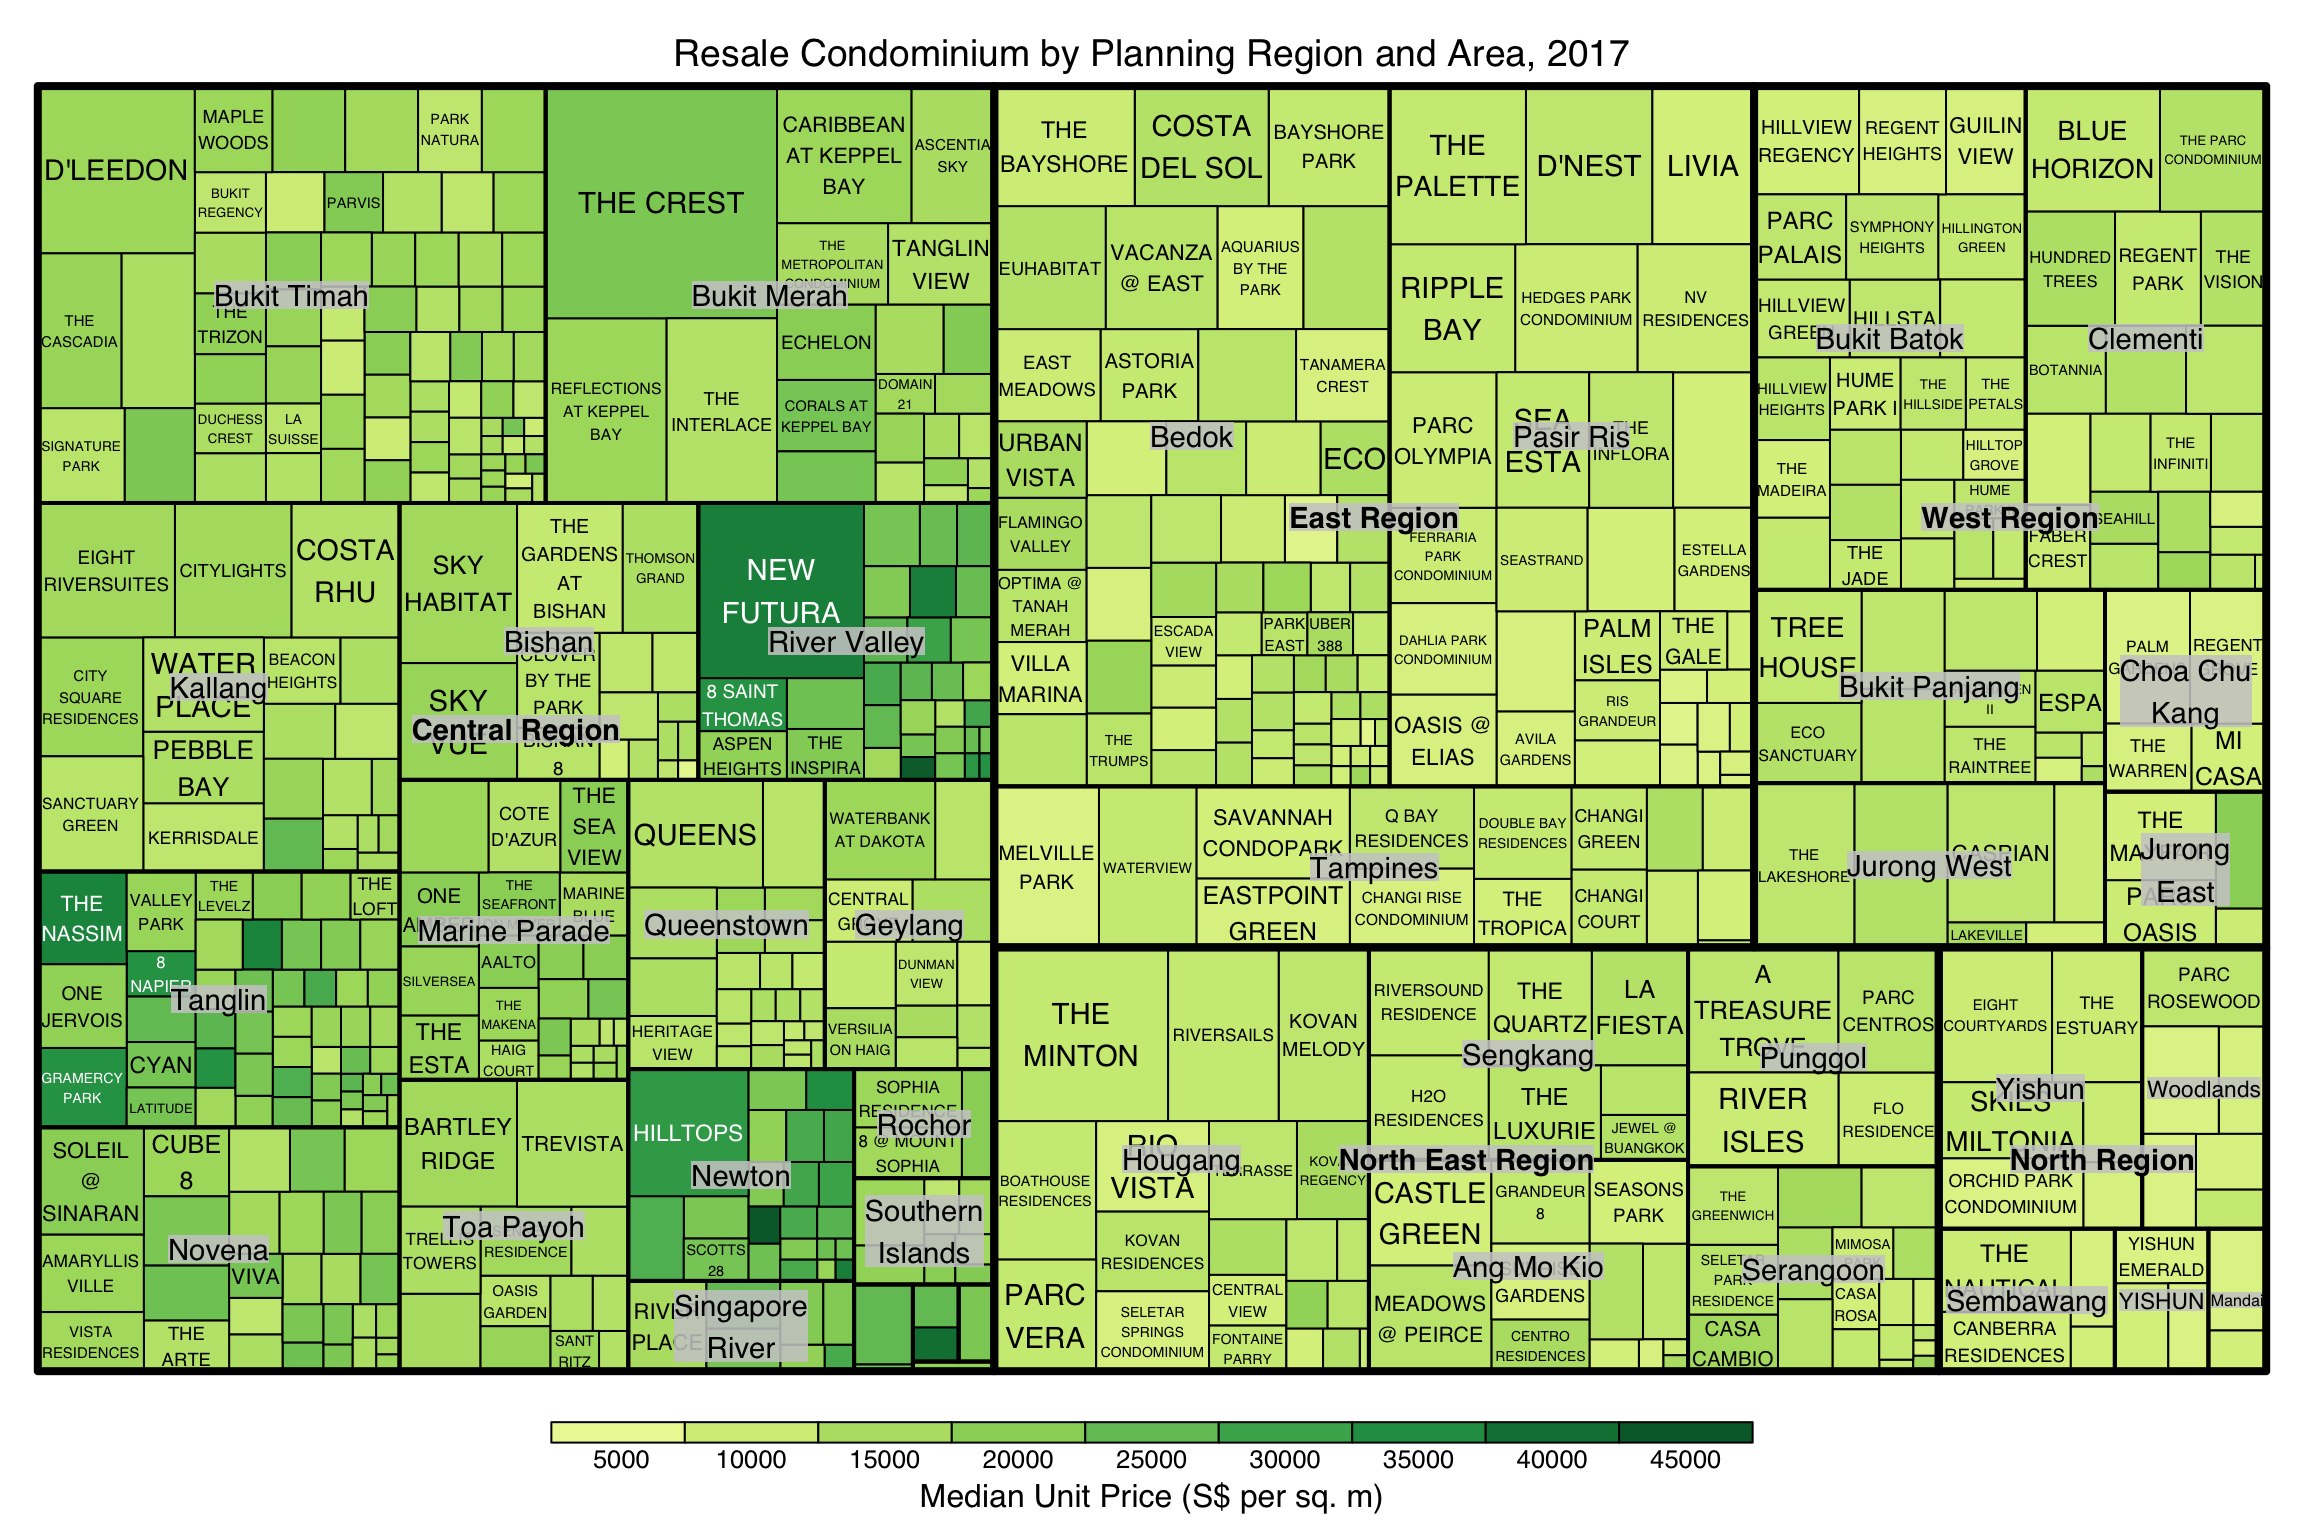 Resale Condominium by Planning Region and Area, 2017
D'LEEDON
MAPLE
WOODS
PARK
NATURA
BUKIT
REGENCY
PARVIS
Bukit Timah
THE
TRIZON
THE
CASCADIA
DUCHESS
CREST
LA
SUISSE
SIGNATURE
PARK
THE CREST
CARIBBEAN
AT KEPPEL
BAY
ASCENTIA
SKY
THE
METROPOLITAN
CONDOMINIUM
TANGLIN
VIEW
Bukit Merah
ECHELON
REFLECTIONS
AT KEPPEL
BAY
THE
INTERLACE
DOMAIN
21
CORALS AT
KEPPEL BAY
EIGHT
RIVERSUITES
CITYLIGHTS
COSTA
RHU
CITY
SQUARE
RESIDENCES
WATER
PLACE
BEACON
HEIGHTS
Kallang
PEBBLE
BAY
SANCTUARY
GREEN
KERRISDALE
SKY
HABITAT
THE
GARDENS
AT
BISHAN
THOMSON
GRAND
Bishan
CLOVER
BY THE
PARK
SKY
VUE
BISHAN
8
Central Region
NEW
FUTURA
River Valley
8 SAINT
THOMAS
ASPEN
HEIGHTS
THE
INSPIRA
COTE
D'AZUR
THE
SEA
VIEW
ONE
AMBER
THE
SEAFRONT
ON MEYER
MARINE
BLUE
Marine Parade
SILVERSEA
AALTO
THE
MAKENA
THE
ESTA
HAIG
COURT
QUEENS
Queenstown
HERITAGE
VIEW
WATERBANK
AT DAKOTA
CENTRAL
Geylang
DUNMAN
VIEW
VERSILIA
ON HAIG
THE
NASSIM
VALLEY
PARK
THE
LEVELZ
THE
LOFT
8
NAPIER
ONE
JERVOIS
Tanglin
GRAMERCY
PARK
CYAN
LATITUDE
SOLEIL
@
SINARAN
CUBE
8
Novena
AMARYLLIS
VILLE
VIVA
VISTA
RESIDENCES
THE
ARTE
BARTLEY
RIDGE
TREVISTA
Toa Payoh
TRELLIS
TOWERS
RESIDENCE
OASIS
GARDEN
SANT
RITZ
HILLTOPS
Newton
SCOTTS
28
SOPHIA
RESIDENCE
Rochor
8 @ MOUNT
SOPHIA
Southern
Islands
RIVER
PLACE
Singapore
River
THE
BAYSHORE
COSTA
DEL SOL
BAYSHORE
PARK
EUHABITAT
VACANZA
@ EAST
AQUARIUS
BY THE
PARK
EAST
MEADOWS
ASTORIA
PARK
TANAMERA
CREST
URBAN
VISTA
Bedok
ECO
FLAMINGO
VALLEY
OPTIMA @
TANAH
MERAH
ESCADA
VIEW
PARK
EAST
UBER
388
VILLA
MARINA
THE
TRUMPS
East Region
THE
PALETTE
D'NEST
LIVIA
RIPPLE
BAY
HEDGES PARK
CONDOMINIUM
NV
RESIDENCES
PARC
OLYMPIA
SEA
ESTA
THE
INFLORA
Pasir Ris
FERRARIA
PARK
CONDOMINIUM
SEASTRAND
ESTELLA
GARDENS
DAHLIA PARK
CONDOMINIUM
PALM
ISLES
THE
GALE
RIS
GRANDEUR
OASIS @
ELIAS
AVILA
GARDENS
MELVILLE
PARK
WATERVIEW
SAVANNAH
CONDOPARK
Q BAY
RESIDENCES
DOUBLE BAY
RESIDENCES
CHANGI
GREEN
Tampines
EASTPOINT
GREEN
CHANGI RISE
CONDOMINIUM
THE
TROPICA
CHANGI
COURT
HILLVIEW
REGENCY
REGENT
HEIGHTS
GUILIN
VIEW
PARC
PALAIS
SYMPHONY
HEIGHTS
HILLINGTON
GREEN
HILLVIEW
GREEN
HILLSTA
Bukit Batok
HILLVIEW
HEIGHTS
HUME
PARK I
THE
HILLSIDE
THE
PETALS
THE
MADEIRA
HILLTOP
GROVE
HUME
THE
JADE
West Region
BLUE
HORIZON
THE PARC
CONDOMINIUM
HUNDRED
TREES
REGENT
PARK
THE
VISION
Clementi
BOTANNIA
THE
INFINITI
SEAHILL
FABER
CREST
TREE
HOUSE
Bukit Panjang
II
ESPA
ECO
SANCTUARY
THE
RAINTREE
PALM
REGENT
Choa Chu
Kang
THE
WARREN
MI
CASA
THE
LAKESHORE
CASPIAN
Jurong West
LAKEVILLE
THE
Jurong
East
OASIS
THE
MINTON
RIVERSAILS
KOVAN
MELODY
BOATHOUSE
RESIDENCES
RIO
VISTA
Hougang
KOVAN
REGENCY
KOVAN
RESIDENCES
PARC
VERA
SELETAR
SPRINGS
CONDOMINIUM
CENTRAL
VIEW
FONTAINE
PARRY
RIVERSOUND
RESIDENCE
THE
QUARTZ
LA
FIESTA
Sengkang
H2O
RESIDENCES
THE
LUXURIE
JEWEL @
BUANGKOK
North East Region
CASTLE
GREEN
GRANDEUR
8
SEASONS
PARK
Ang Mo Kio
MEADOWS
@ PEIRCE
GARDENS
CENTRO
RESIDENCES
A
TREASURE
TROVE
PARC
CENTROS
Punggol
RIVER
ISLES
FLO
RESIDENCE
THE
GREENWICH
MIMOSA
Serangoon
SELETAR
PARK
RESIDENCE
CASA
ROSA
CASA
CAMBIO
EIGHT
COURTYARDS
THE
ESTUARY
Yishun
SKIES
MILTONIA
ORCHID PARK
CONDOMINIUM
PARC
ROSEWOOD
Woodlands
North Region
THE
NAUTICAL
Sembawang
CANBERRA
RESIDENCES
YISHUN
EMERALD
YISHUN
Mandai
5000 10000 15000 20000 25000 30000 35000 40000 45000
Median Unit Price (S$ per sq. m)